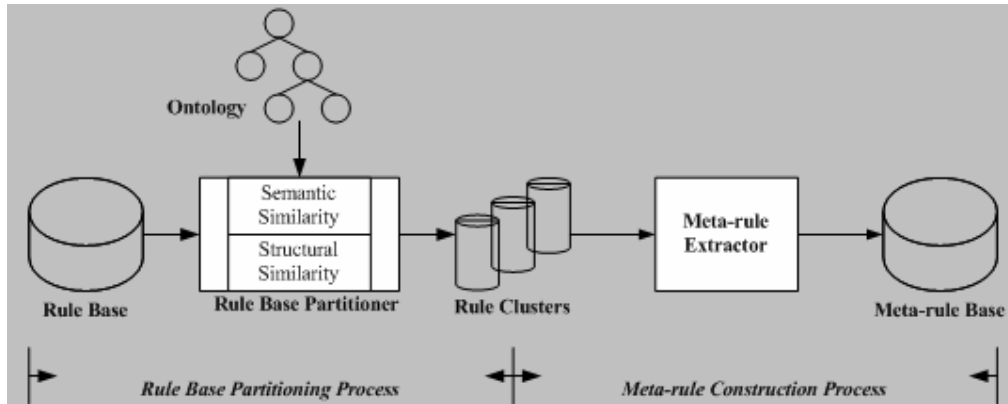 Ontology
Semantic
Similarity
Structural
Similarity
Meta-rule
Extractor
Rule Base
Rule Base Partitioner
Rule Clusters
Meta-rule Base
Rule Base Partitioning Process
Meta-rule Construction Process